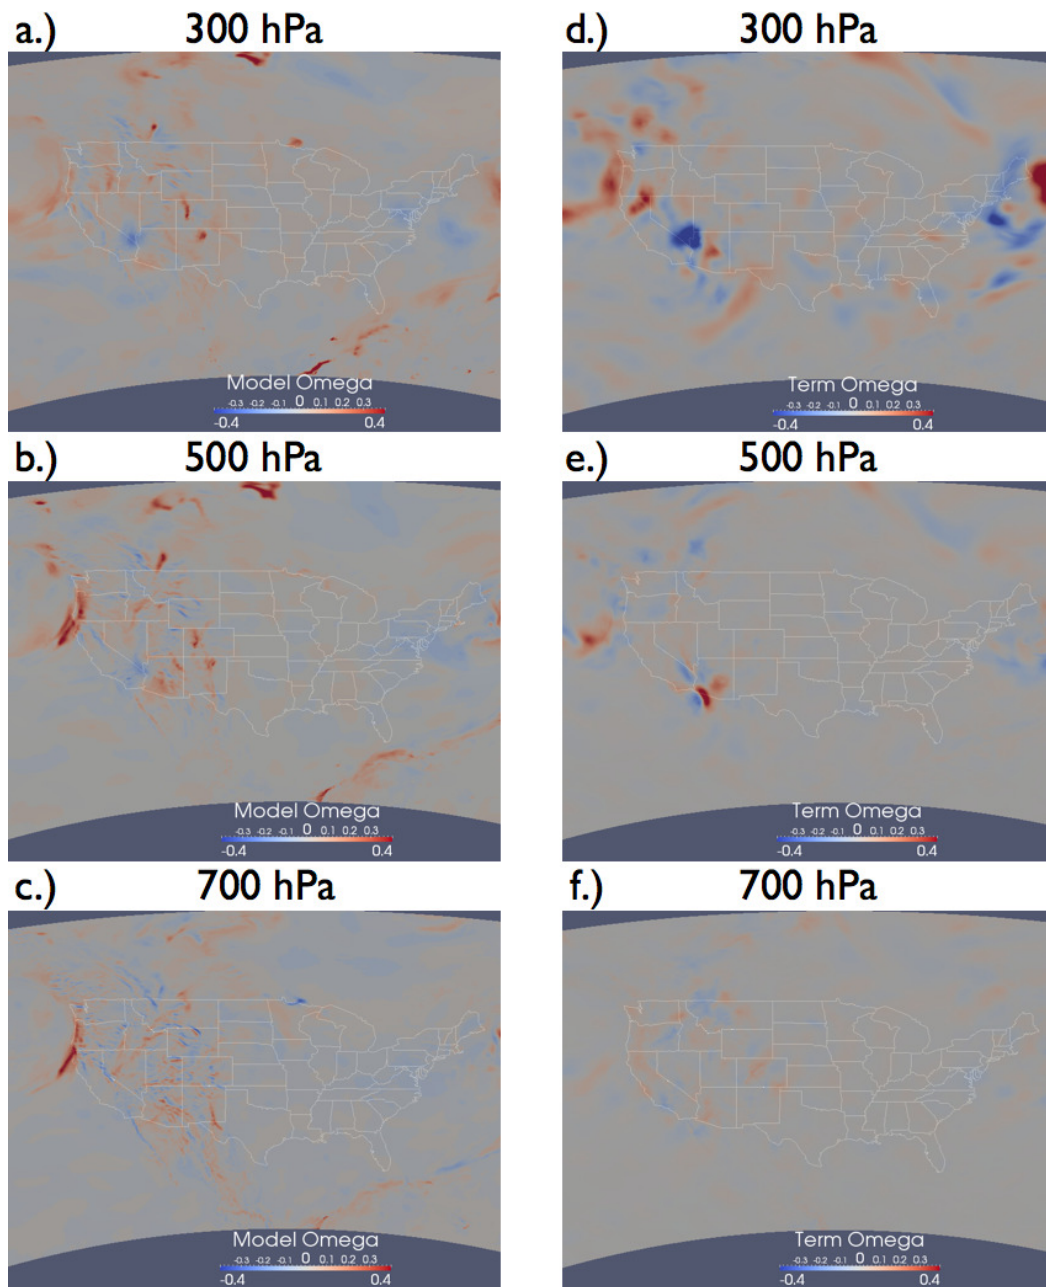 a.) 300 hPa
d.) 300 hPa
Model Omega
-0.3 -0.2 -0.1 0 0.1 0.2 0.3
-0.4 0.4
Term Omega
-0.3 -0.2 -0.1 0 0.1 0.2 0.3
-0.4 0.4
b.) 500 hPa
e.) 500 hPa
Model Omega
-0.3 -0.2 -0.1 0 0.1 0.2 0.3
-0.4 0.4
Term Omega
-0.3 -0.2 -0.1 0 0.1 0.2 0.3
-0.4 0.4
c.) 700 hPa
f.) 700 hPa
Model Omega
-0.3 -0.2 -0.1 0 0.1 0.2 0.3
-0.4 0.4
Term Omega
-0.3 -0.2 -0.1 0 0.1 0.2 0.3
-0.4 0.4